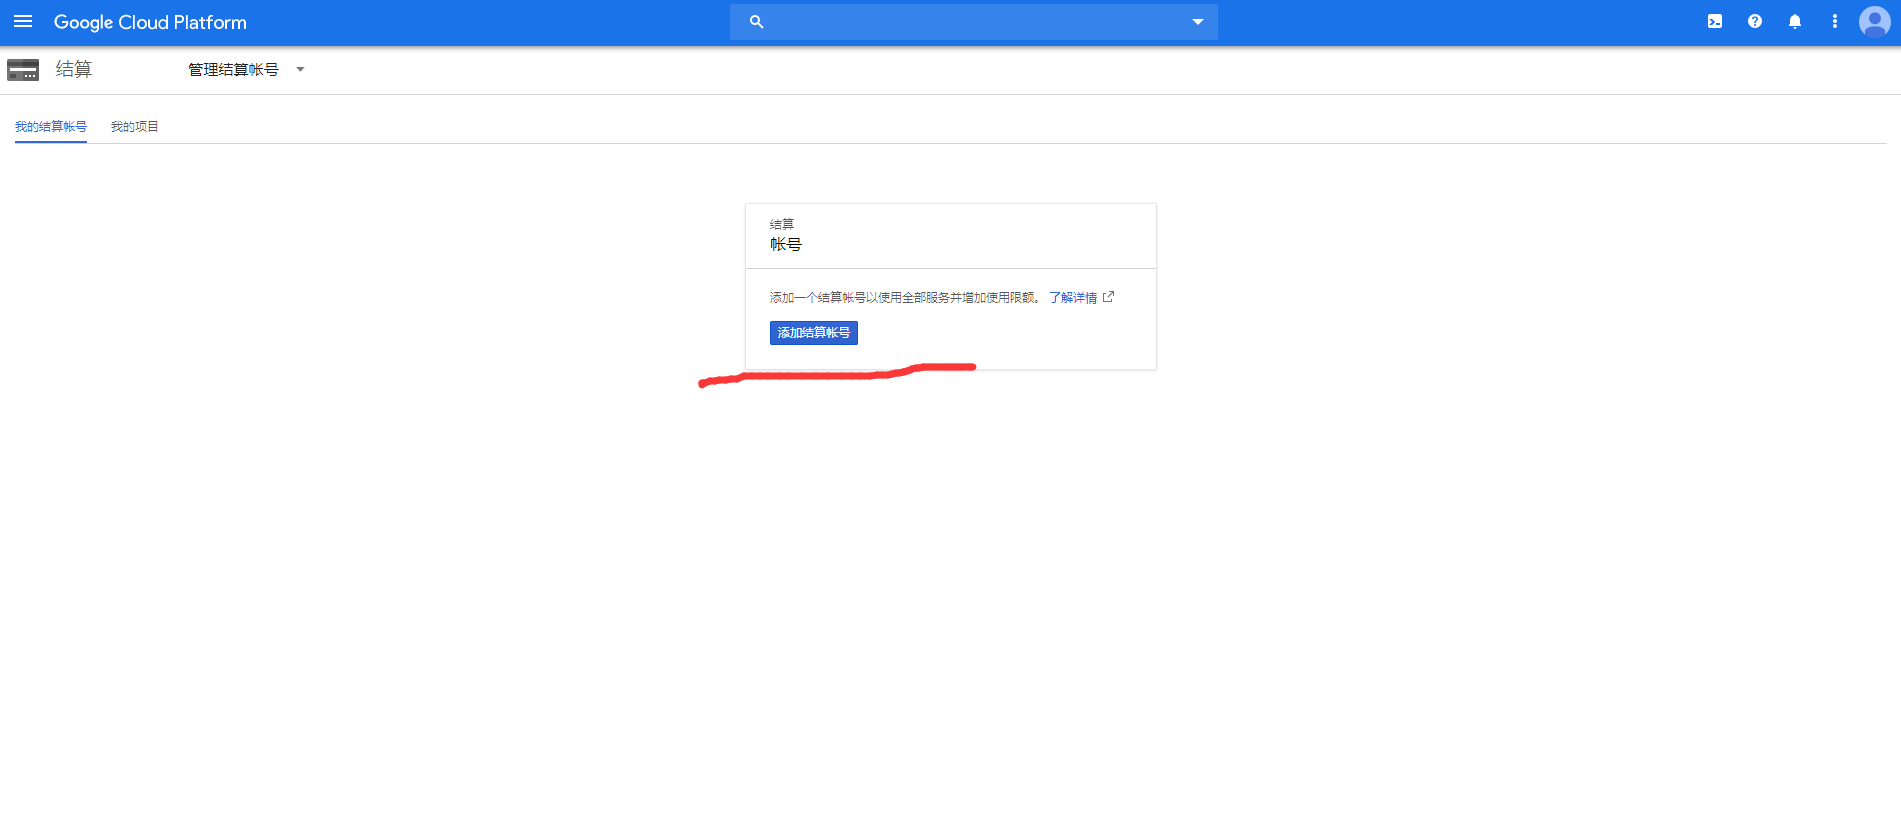 Google Cloud Platform
结算
管理结算帐号
我的结算帐号
我的项目
结算
帐号
添加一个结算帐号以使用全部服务并增加使用限额。 了解详情
添加结算帐号